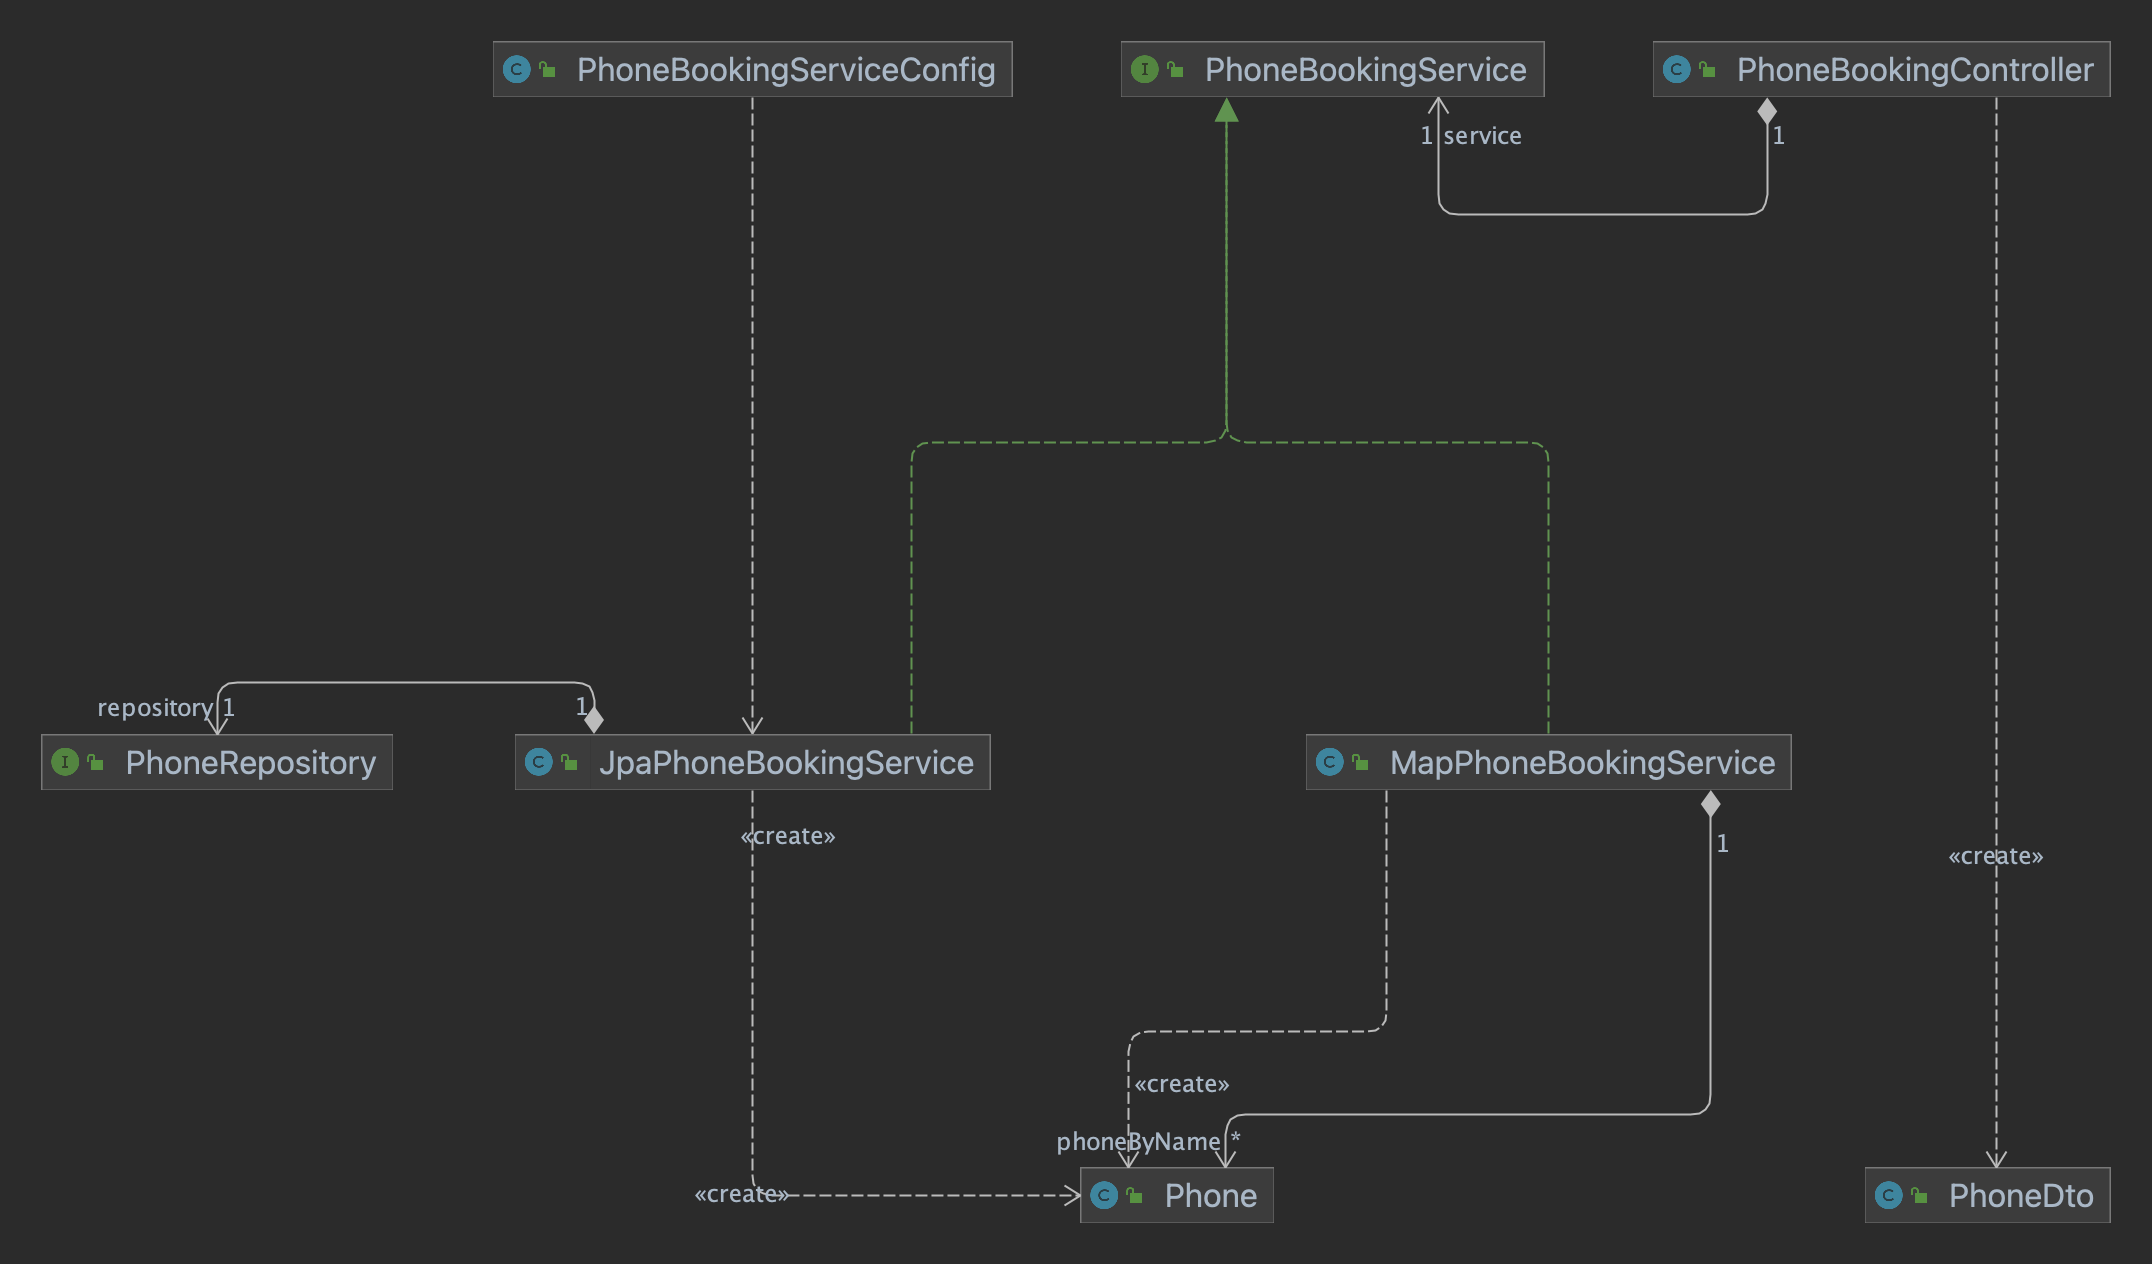 C PhoneBookingServiceConfig
I PhoneBookingService
C PhoneBookingController
1 service
1
repository 1
1
I PhoneRepository
C JpaPhoneBookingService
C MapPhoneBookingService
«create»
1
«create»
«create»
phoneByName *
«create»
C Phone
C PhoneDto